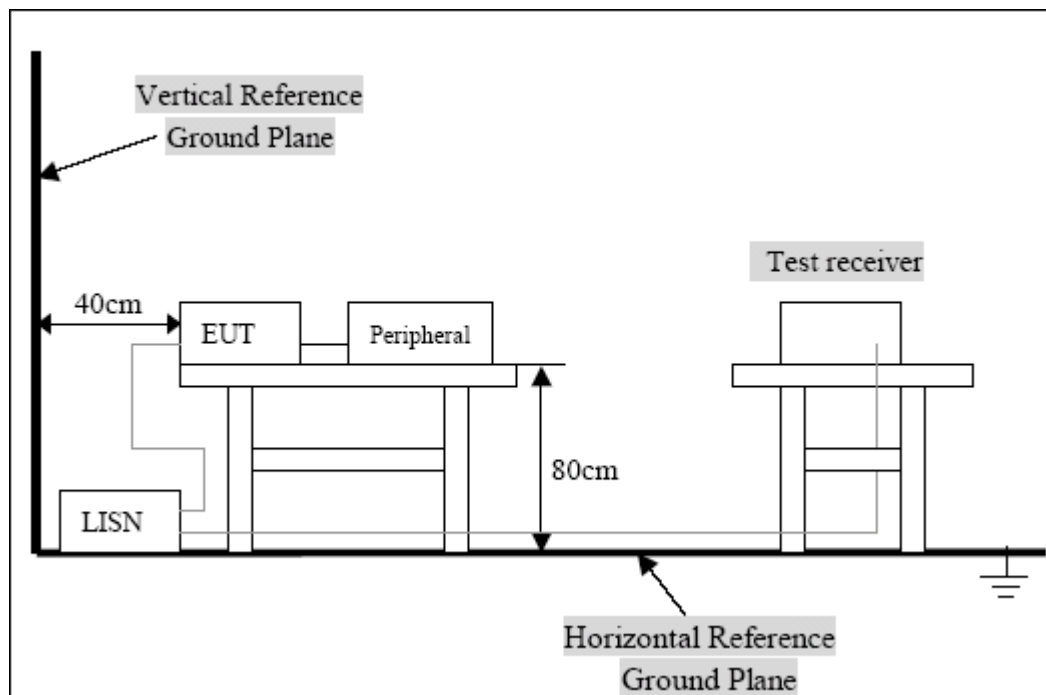 Vertical Reference
Ground Plane
Test receiver
40cm
EUT
Peripheral
80cm
LISN
Horizontal Reference
Ground Plane